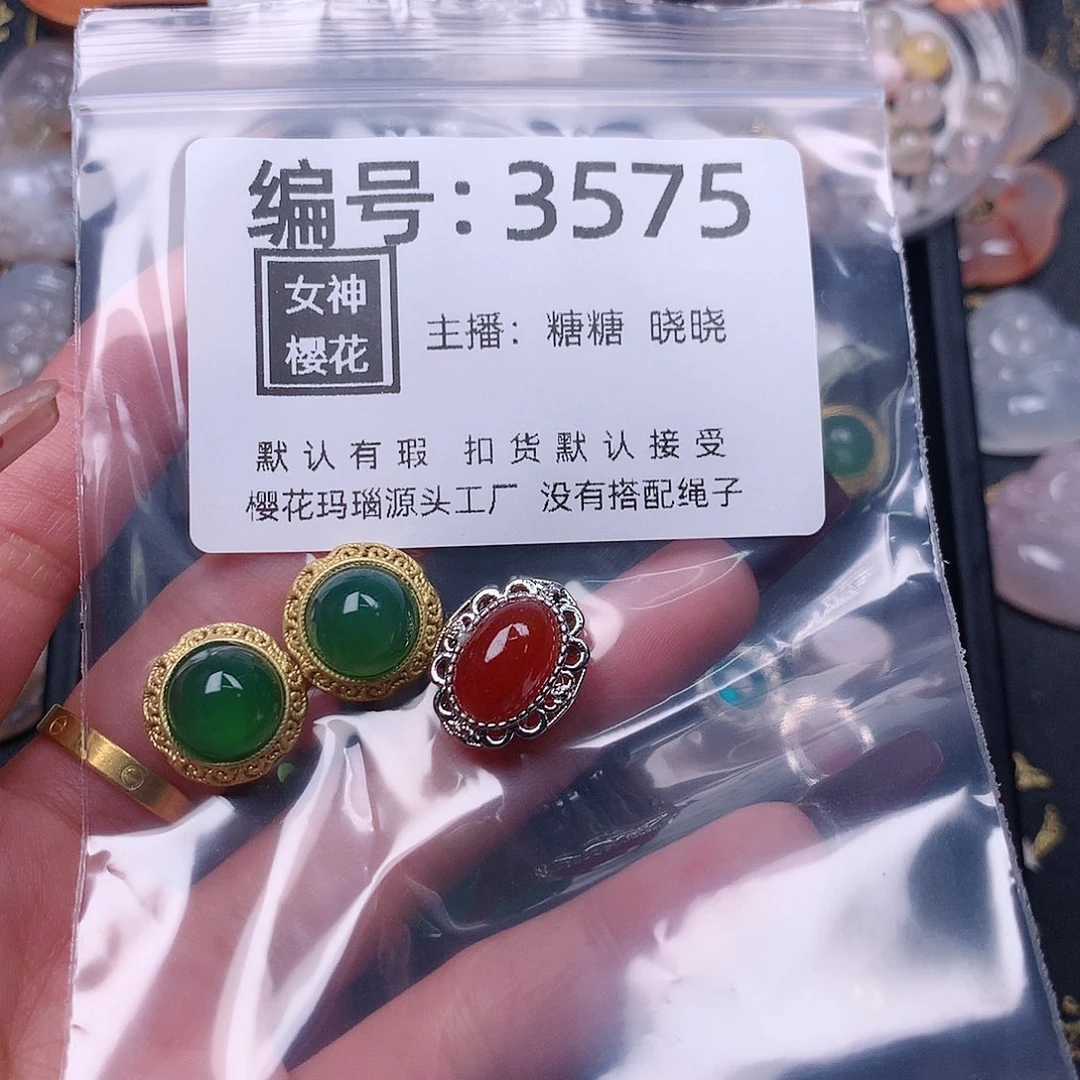 编号:3575
女神
樱花
主播：糖糖 晓晓
默认有瑕 扣货默认接受
樱花玛瑙源头工厂 没有搭配绳子